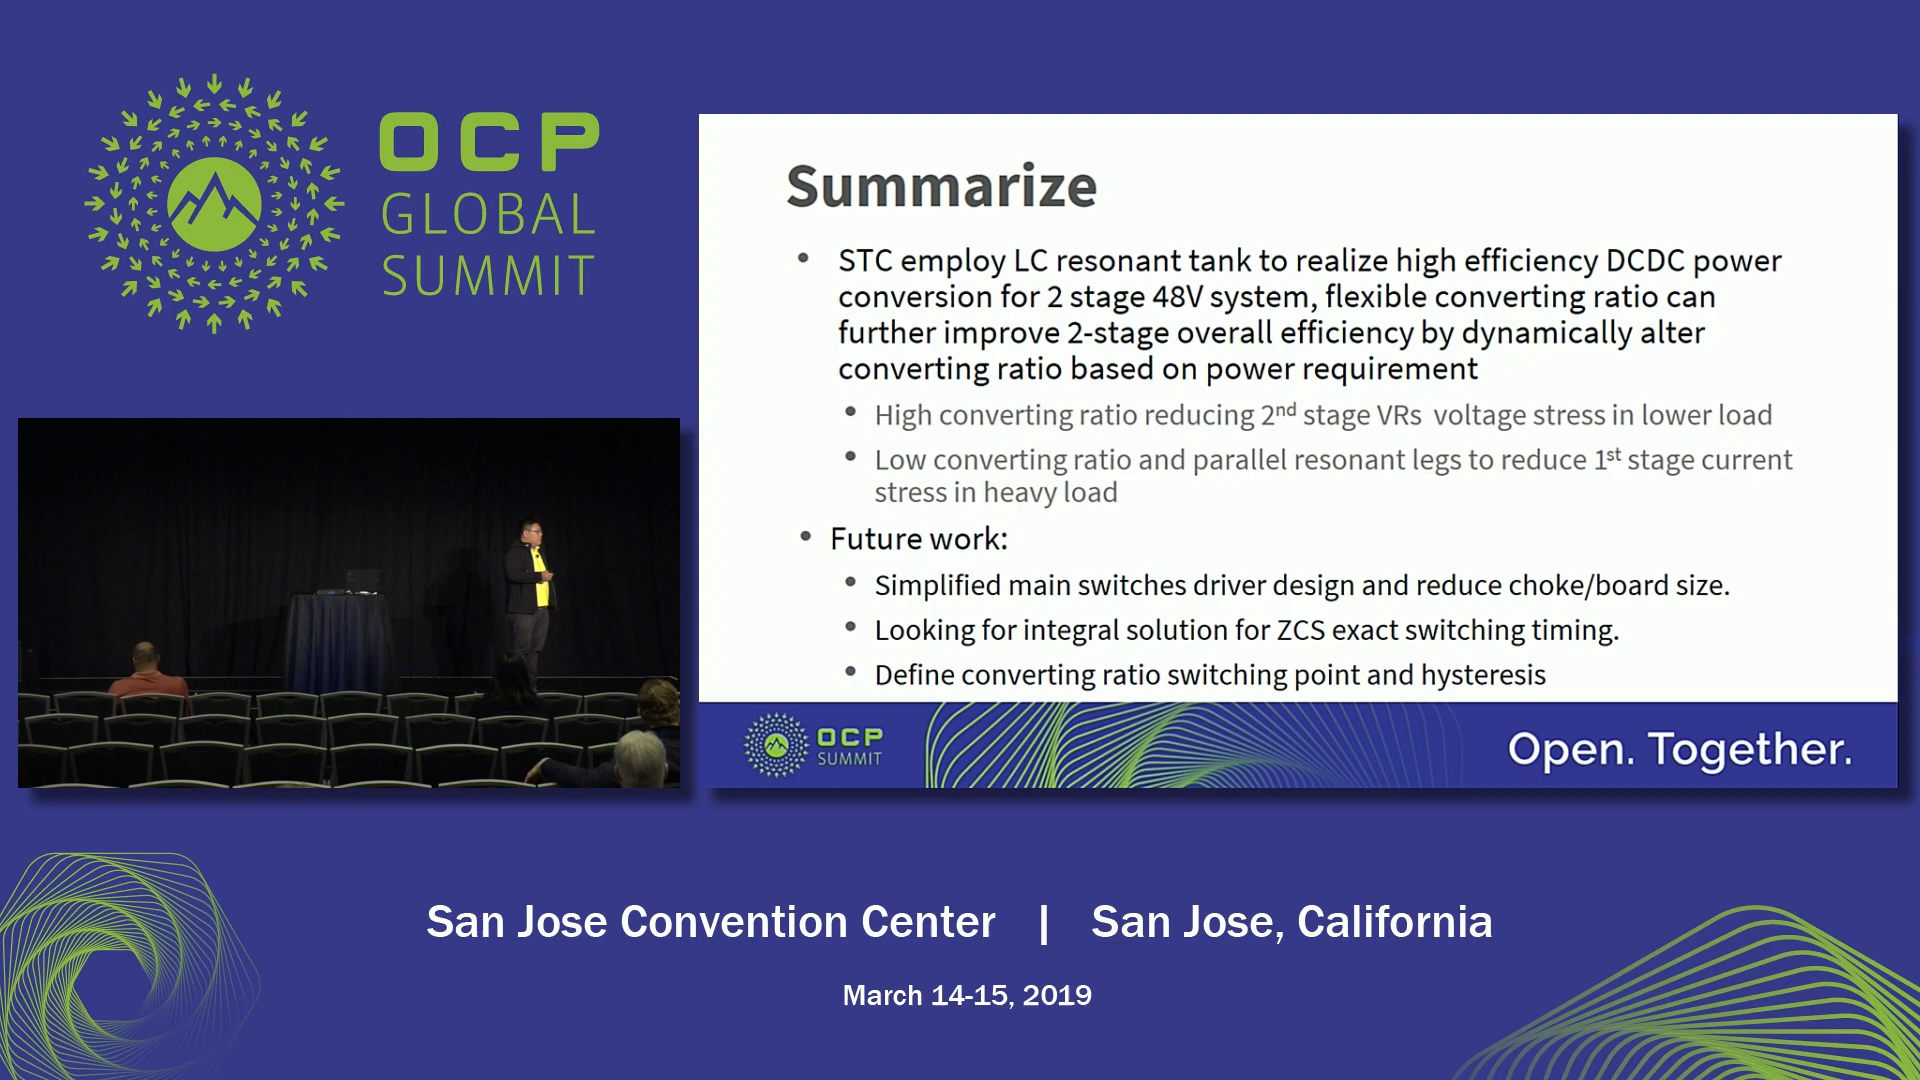 OCP
GLOBAL
SUMMIT
Summarize
• STC employ LC resonant tank to realize high efficiency DCDC power
conversion for 2 stage 48V system, flexible converting ratio can
further improve 2-stage overall efficiency by dynamically alter
converting ratio based on power requirement
• High converting ratio reducing 2nd stage VRs voltage stress in lower load
• Low converting ratio and parallel resonant legs to reduce 1st stage current
stress in heavy load
• Future work:
• Simplified main switches driver design and reduce choke/board size.
• Looking for integral solution for ZCS exact switching timing.
• Define converting ratio switching point and hysteresis
OCP
SUMMIT
Open. Together.
San Jose Convention Center | San Jose, California
March 14-15, 2019